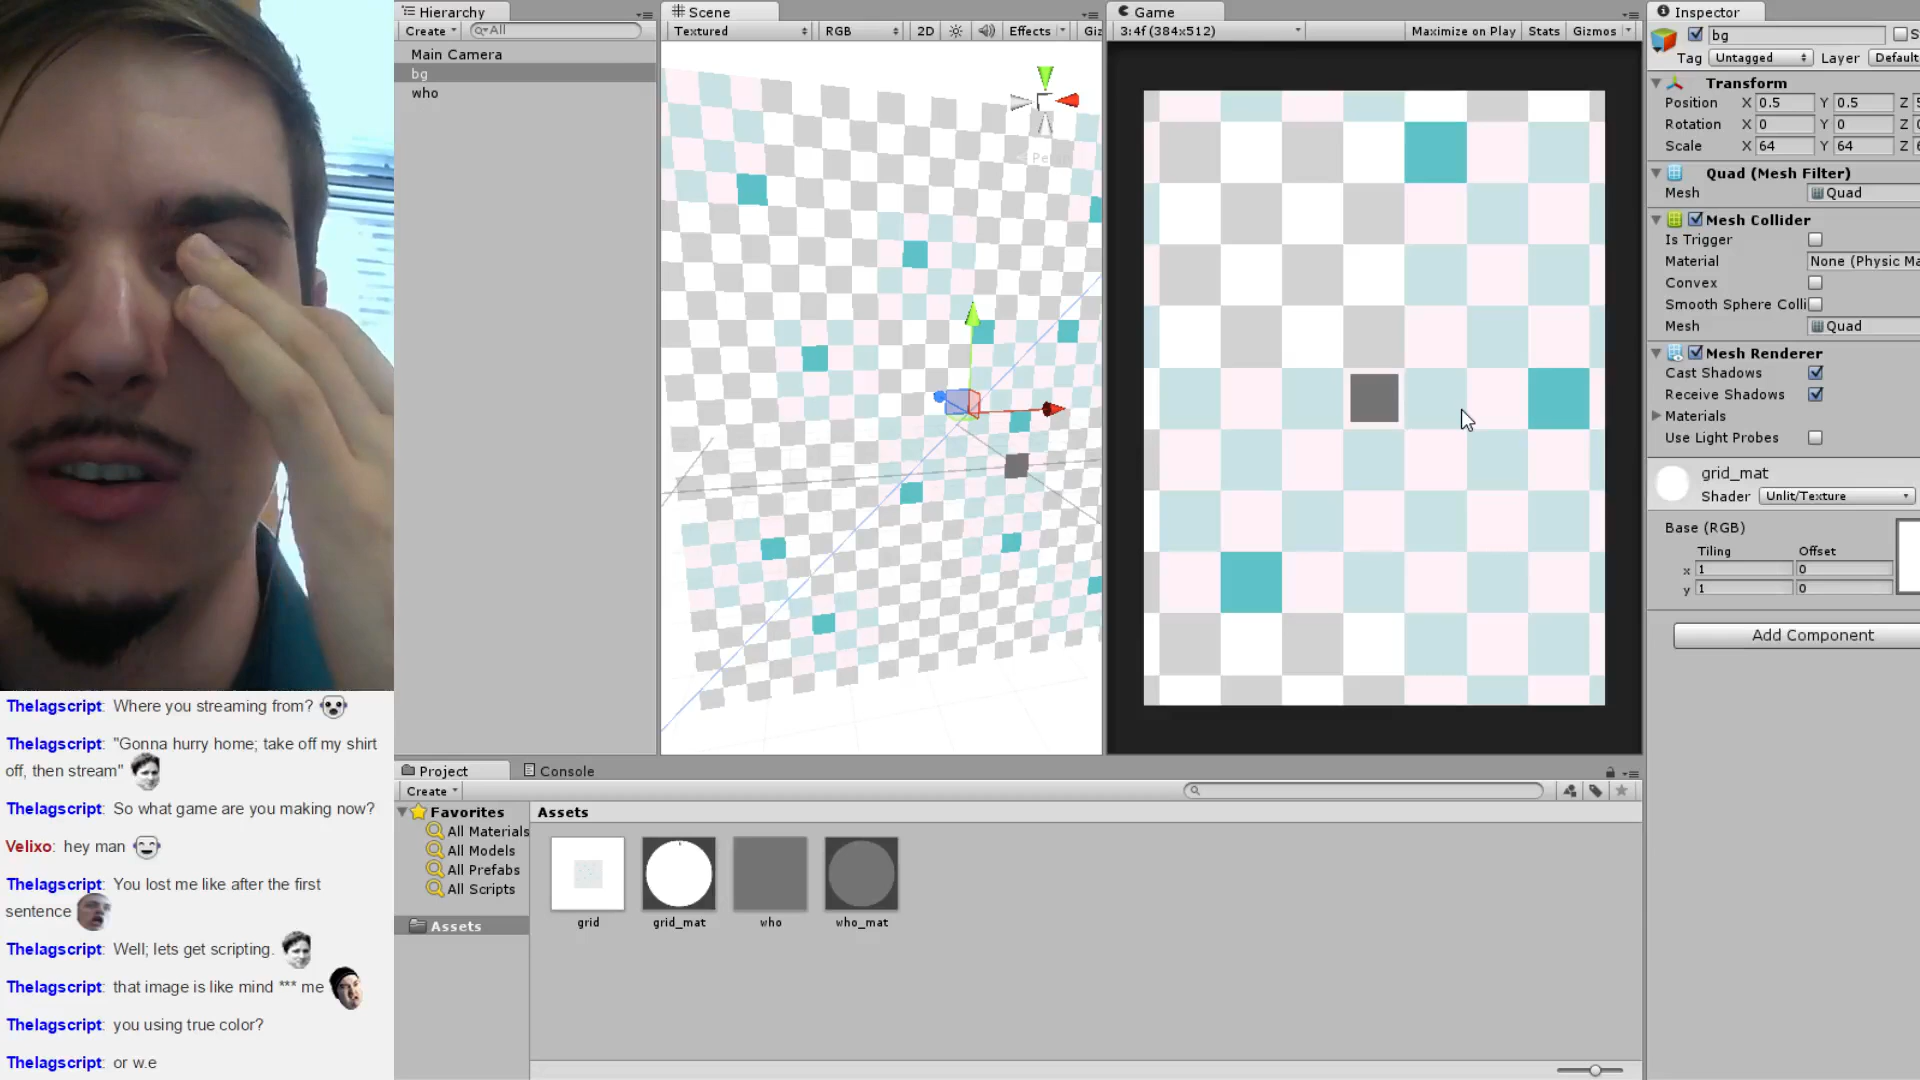 Hierarchy
Create
All
Main Camera
bg
who
Scene
Textured
RGB
2D
Effects
Giz
Persp
Game
3:4f (384x512)
Maximize on Play
Stats
Gizmos
Inspector
bg
S
Tag
Untagged
Layer
Default
Transform
Position X 0.5 Y 0.5 Z 5
Rotation X 0 Y 0 Z 0
Scale X 64 Y 64 Z 6
Quad (Mesh Filter)
Mesh Quad
Mesh Collider
Is Trigger
Material None (Physic Ma
Convex
Smooth Sphere Colli
Mesh Quad
Mesh Renderer
Cast Shadows
Receive Shadows
Materials
Use Light Probes
grid_mat
Shader Unlit/Texture
Base (RGB)
Tiling Offset
x 1 0
y 1 0
Add Component
Thelagscript: Where you streaming from?
Thelagscript: "Gonna hurry home; take off my shirt
off, then stream"
Thelagscript: So what game are you making now?
Velixo: hey man
Thelagscript: You lost me like after the first
sentence
Thelagscript: Well; lets get scripting.
Thelagscript: that image is like mind *** me
Thelagscript: you using true color?
Thelagscript: or w.e
Project
Console
Create
Favorites
All Materials
All Models
All Prefabs
All Scripts
Assets
Assets
grid
grid_mat
who
who_mat